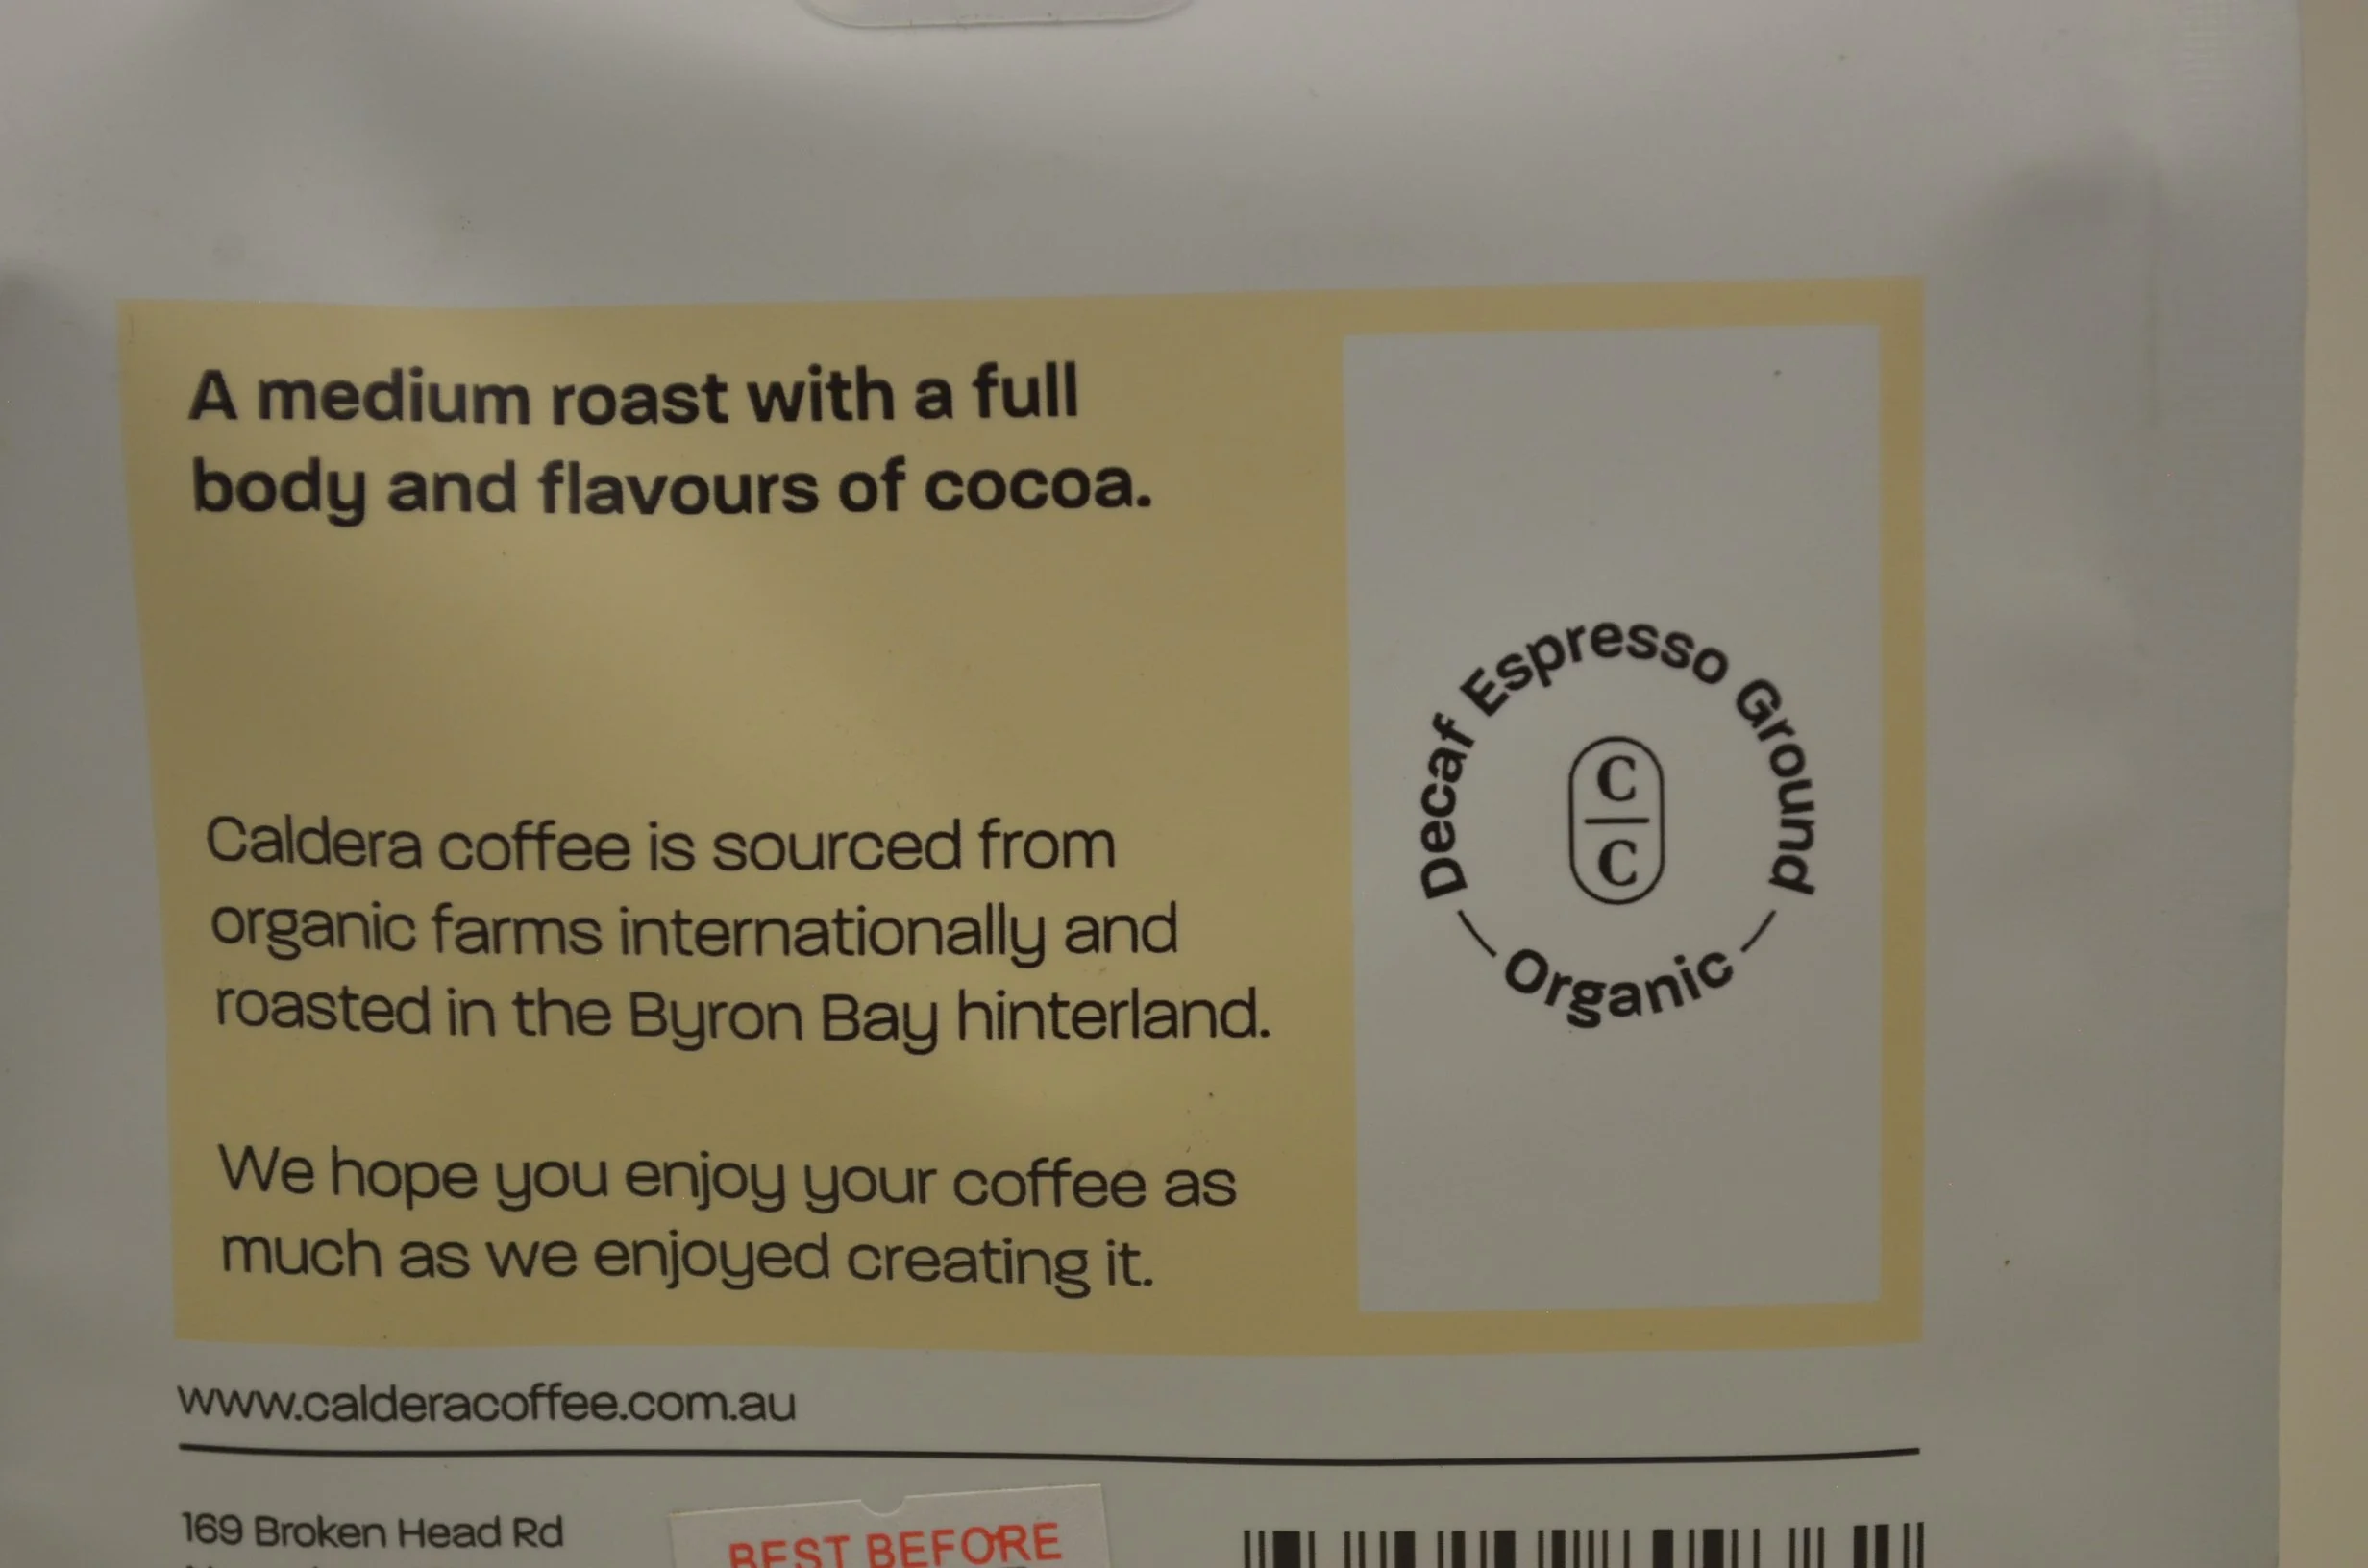 A medium roast with a full
body and flavours of cocoa.
Caldera coffee is sourced from
organic farms internationally and
roasted in the Byron Bay hinterland.
We hope you enjoy your coffee as
much as we enjoyed creating it.
Decaf Espresso Ground
C
C
Organic
www.calderacoffee.com.au
169 Broken Head Rd
BEST BEFORE